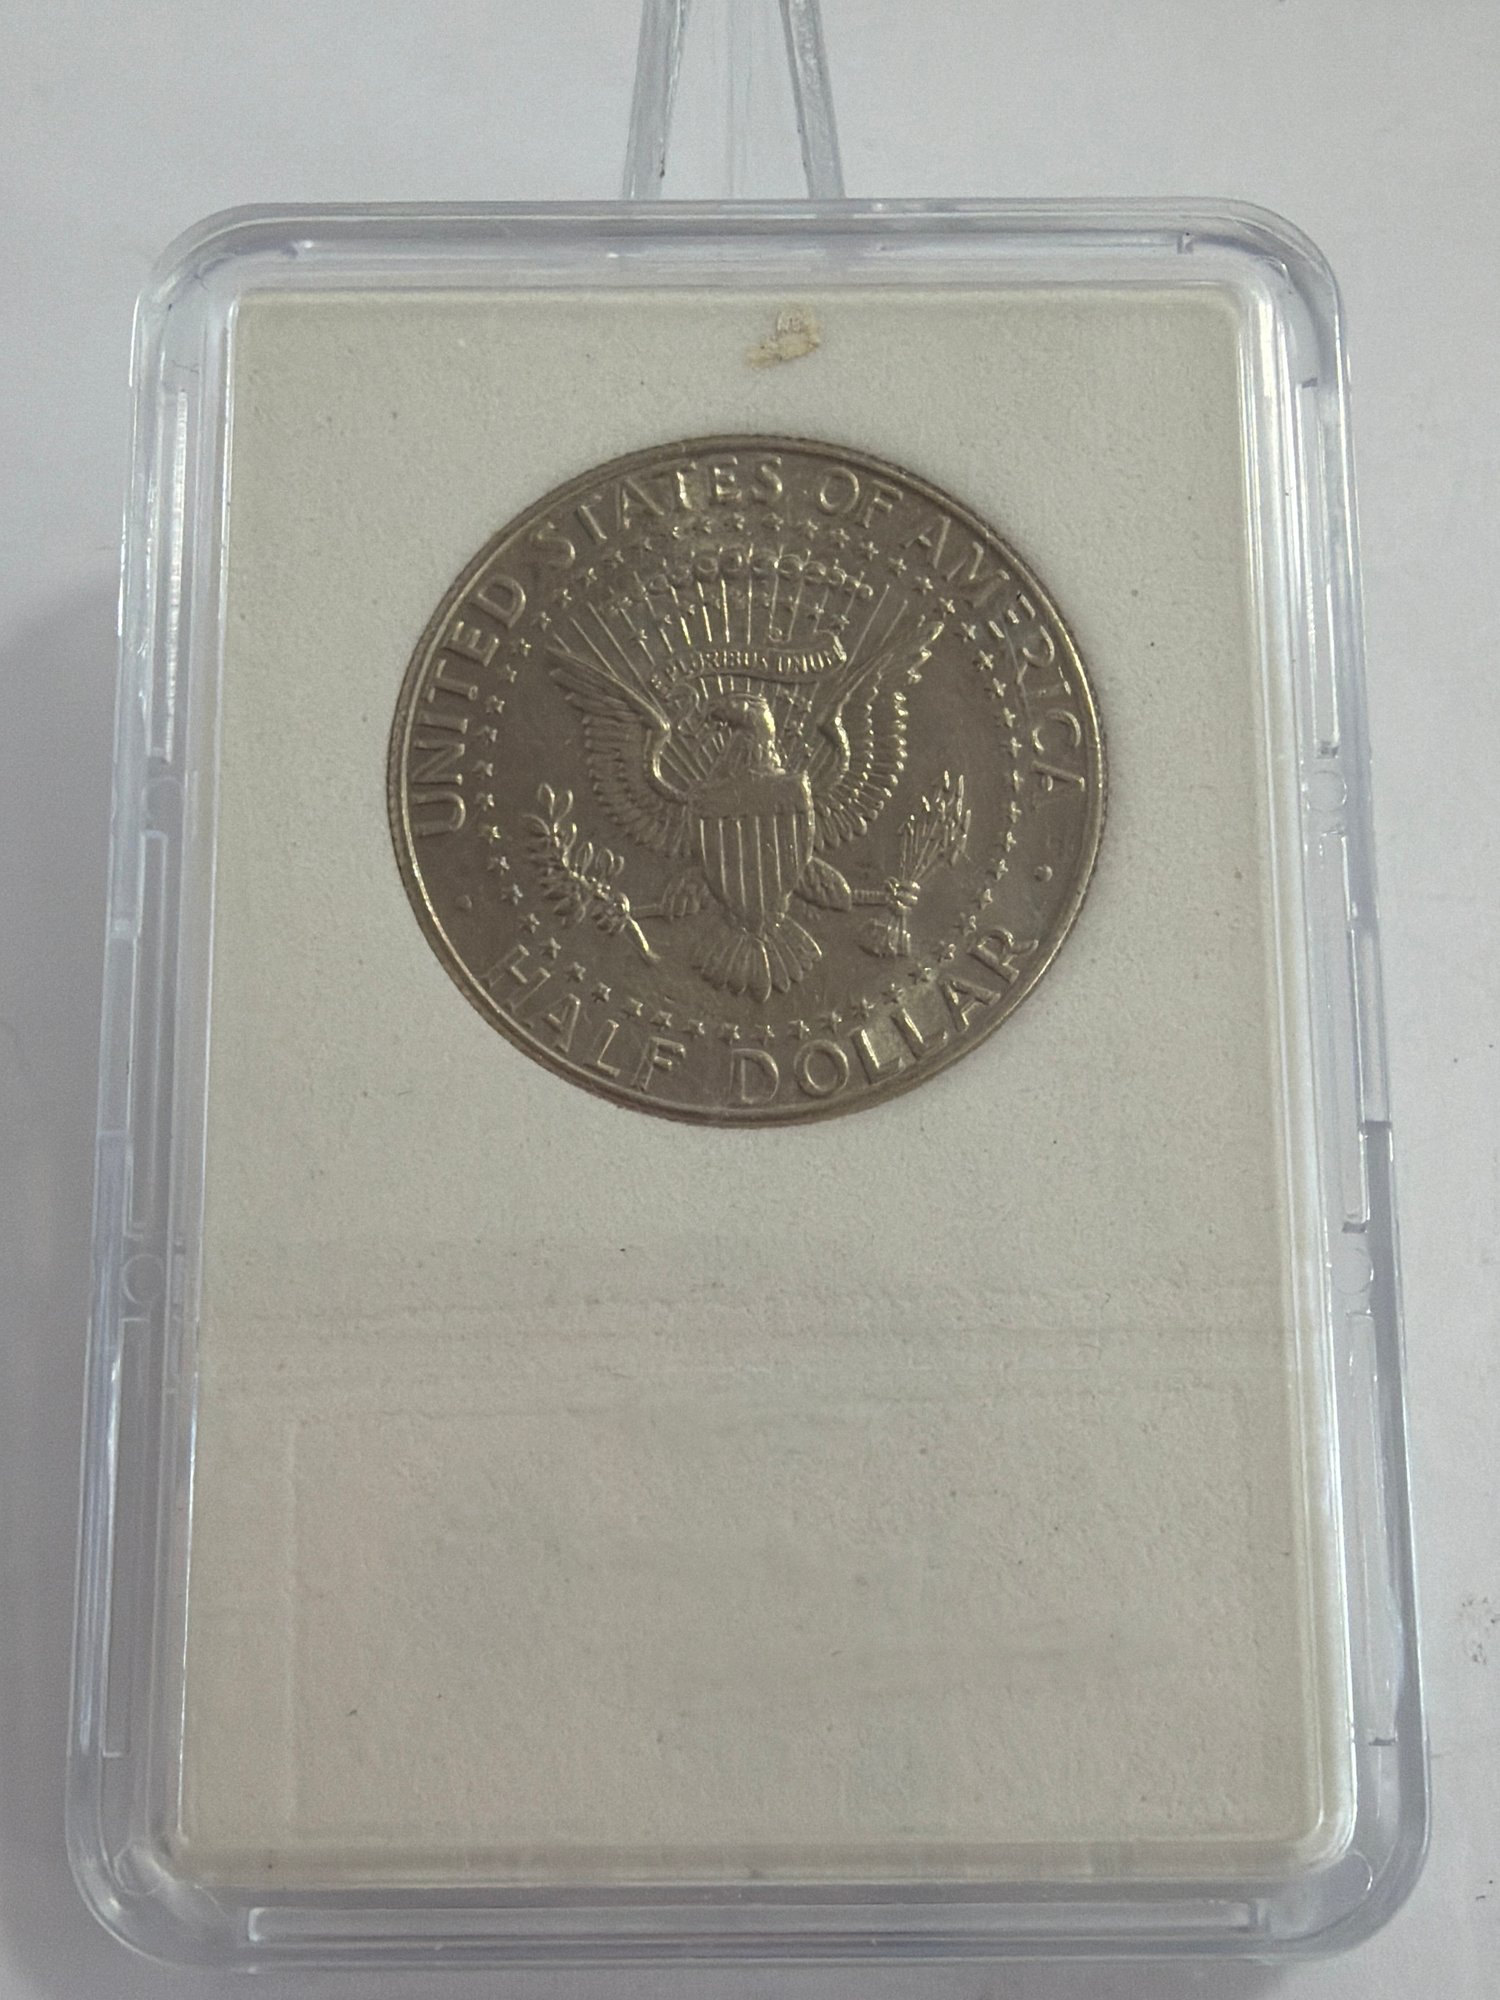 UNITED STATES OF AMERICA
E PLURIBUS UNUM
HALF DOLLAR